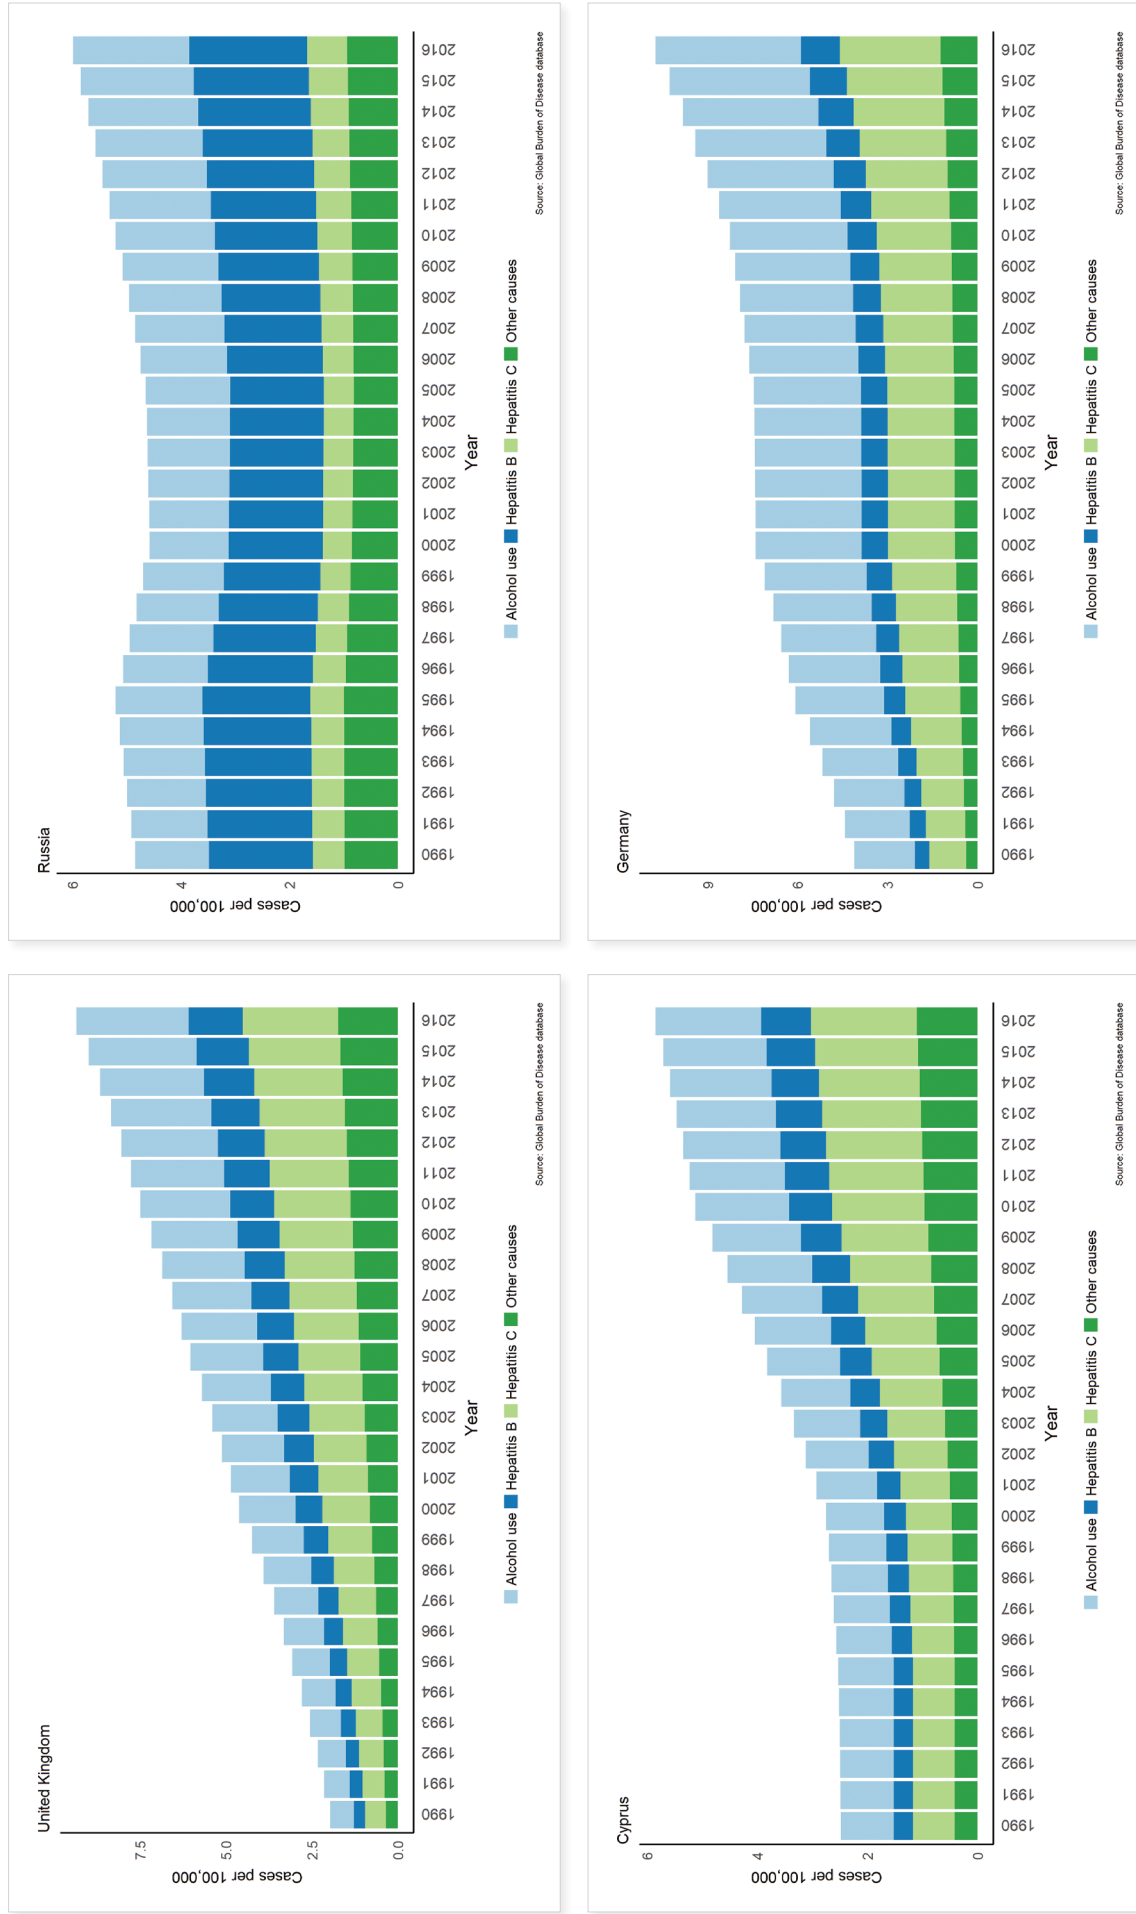 United Kingdom
Cases per 100,000
7.5
5.0
2.5
0.0
1990 1991 1992 1993 1994 1995 1996 1997 1998 1999 2000 2001 2002 2003 2004 2005 2006 2007 2008 2009 2010 2011 2012 2013 2014 2015 2016
Year
Alcohol use Hepatitis B Hepatitis C Other causes
Source: Global Burden of Disease database
Russia
Cases per 100,000
6
4
2
0
1990 1991 1992 1993 1994 1995 1996 1997 1998 1999 2000 2001 2002 2003 2004 2005 2006 2007 2008 2009 2010 2011 2012 2013 2014 2015 2016
Year
Alcohol use Hepatitis B Hepatitis C Other causes
Source: Global Burden of Disease database
Cyprus
Cases per 100,000
6
4
2
0
1990 1991 1992 1993 1994 1995 1996 1997 1998 1999 2000 2001 2002 2003 2004 2005 2006 2007 2008 2009 2010 2011 2012 2013 2014 2015 2016
Year
Alcohol use Hepatitis B Hepatitis C Other causes
Source: Global Burden of Disease database
Germany
Cases per 100,000
9
6
3
0
1990 1991 1992 1993 1994 1995 1996 1997 1998 1999 2000 2001 2002 2003 2004 2005 2006 2007 2008 2009 2010 2011 2012 2013 2014 2015 2016
Year
Alcohol use Hepatitis B Hepatitis C Other causes
Source: Global Burden of Disease database